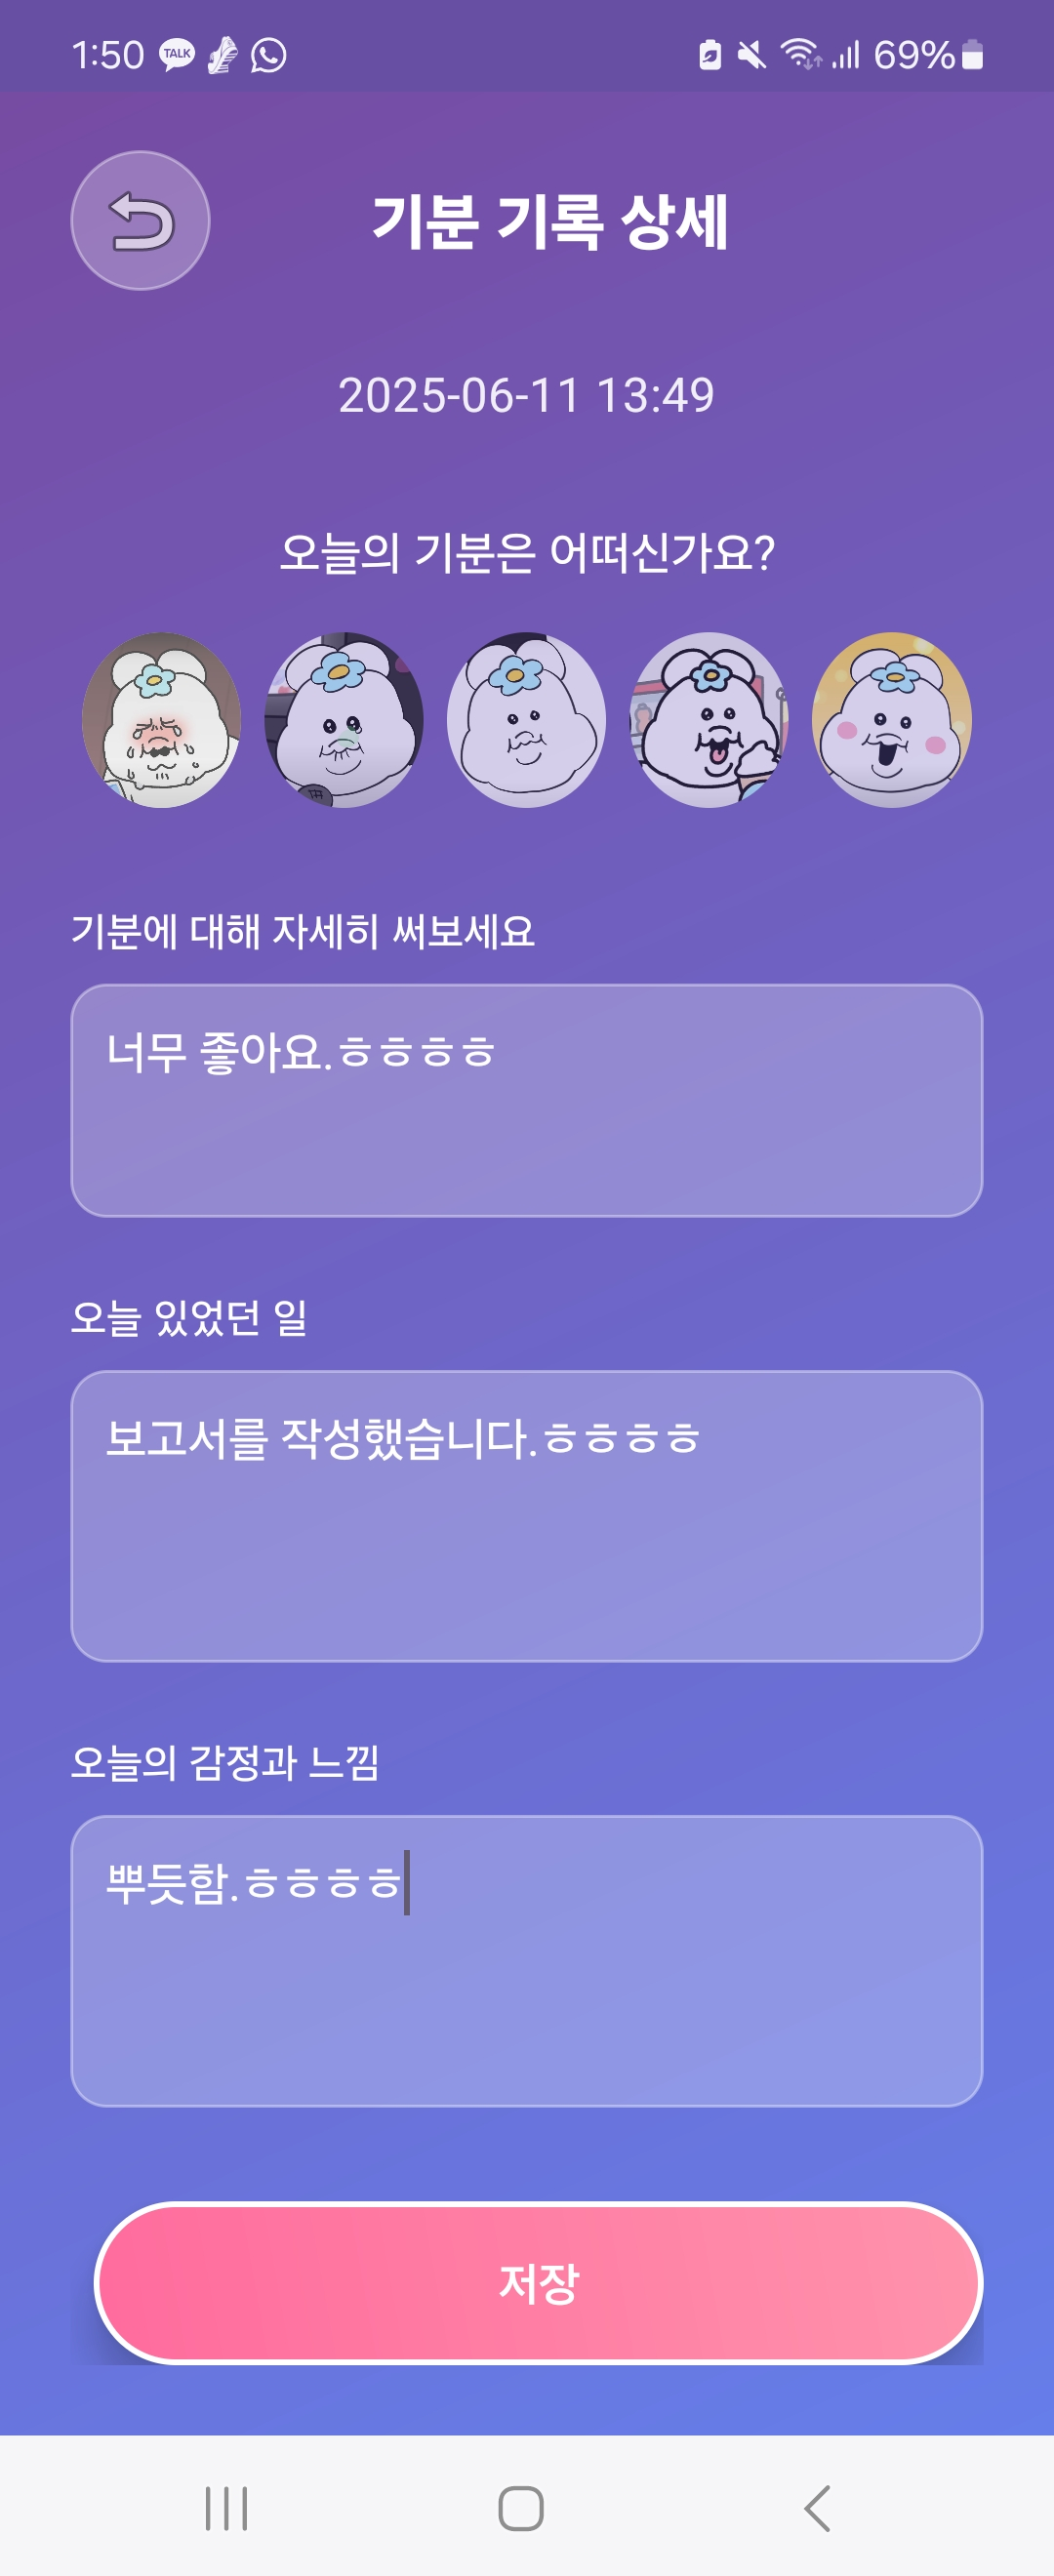 1:50 TALK 69%
기분 기록 상세
2025-06-11 13:49
오늘의 기분은 어떠신가요?
기분에 대해 자세히 써보세요
너무 좋아요.ㅎㅎㅎㅎ
오늘 있었던 일
보고서를 작성했습니다.ㅎㅎㅎㅎ
오늘의 감정과 느낌
뿌듯함.ㅎㅎㅎㅎ
저장